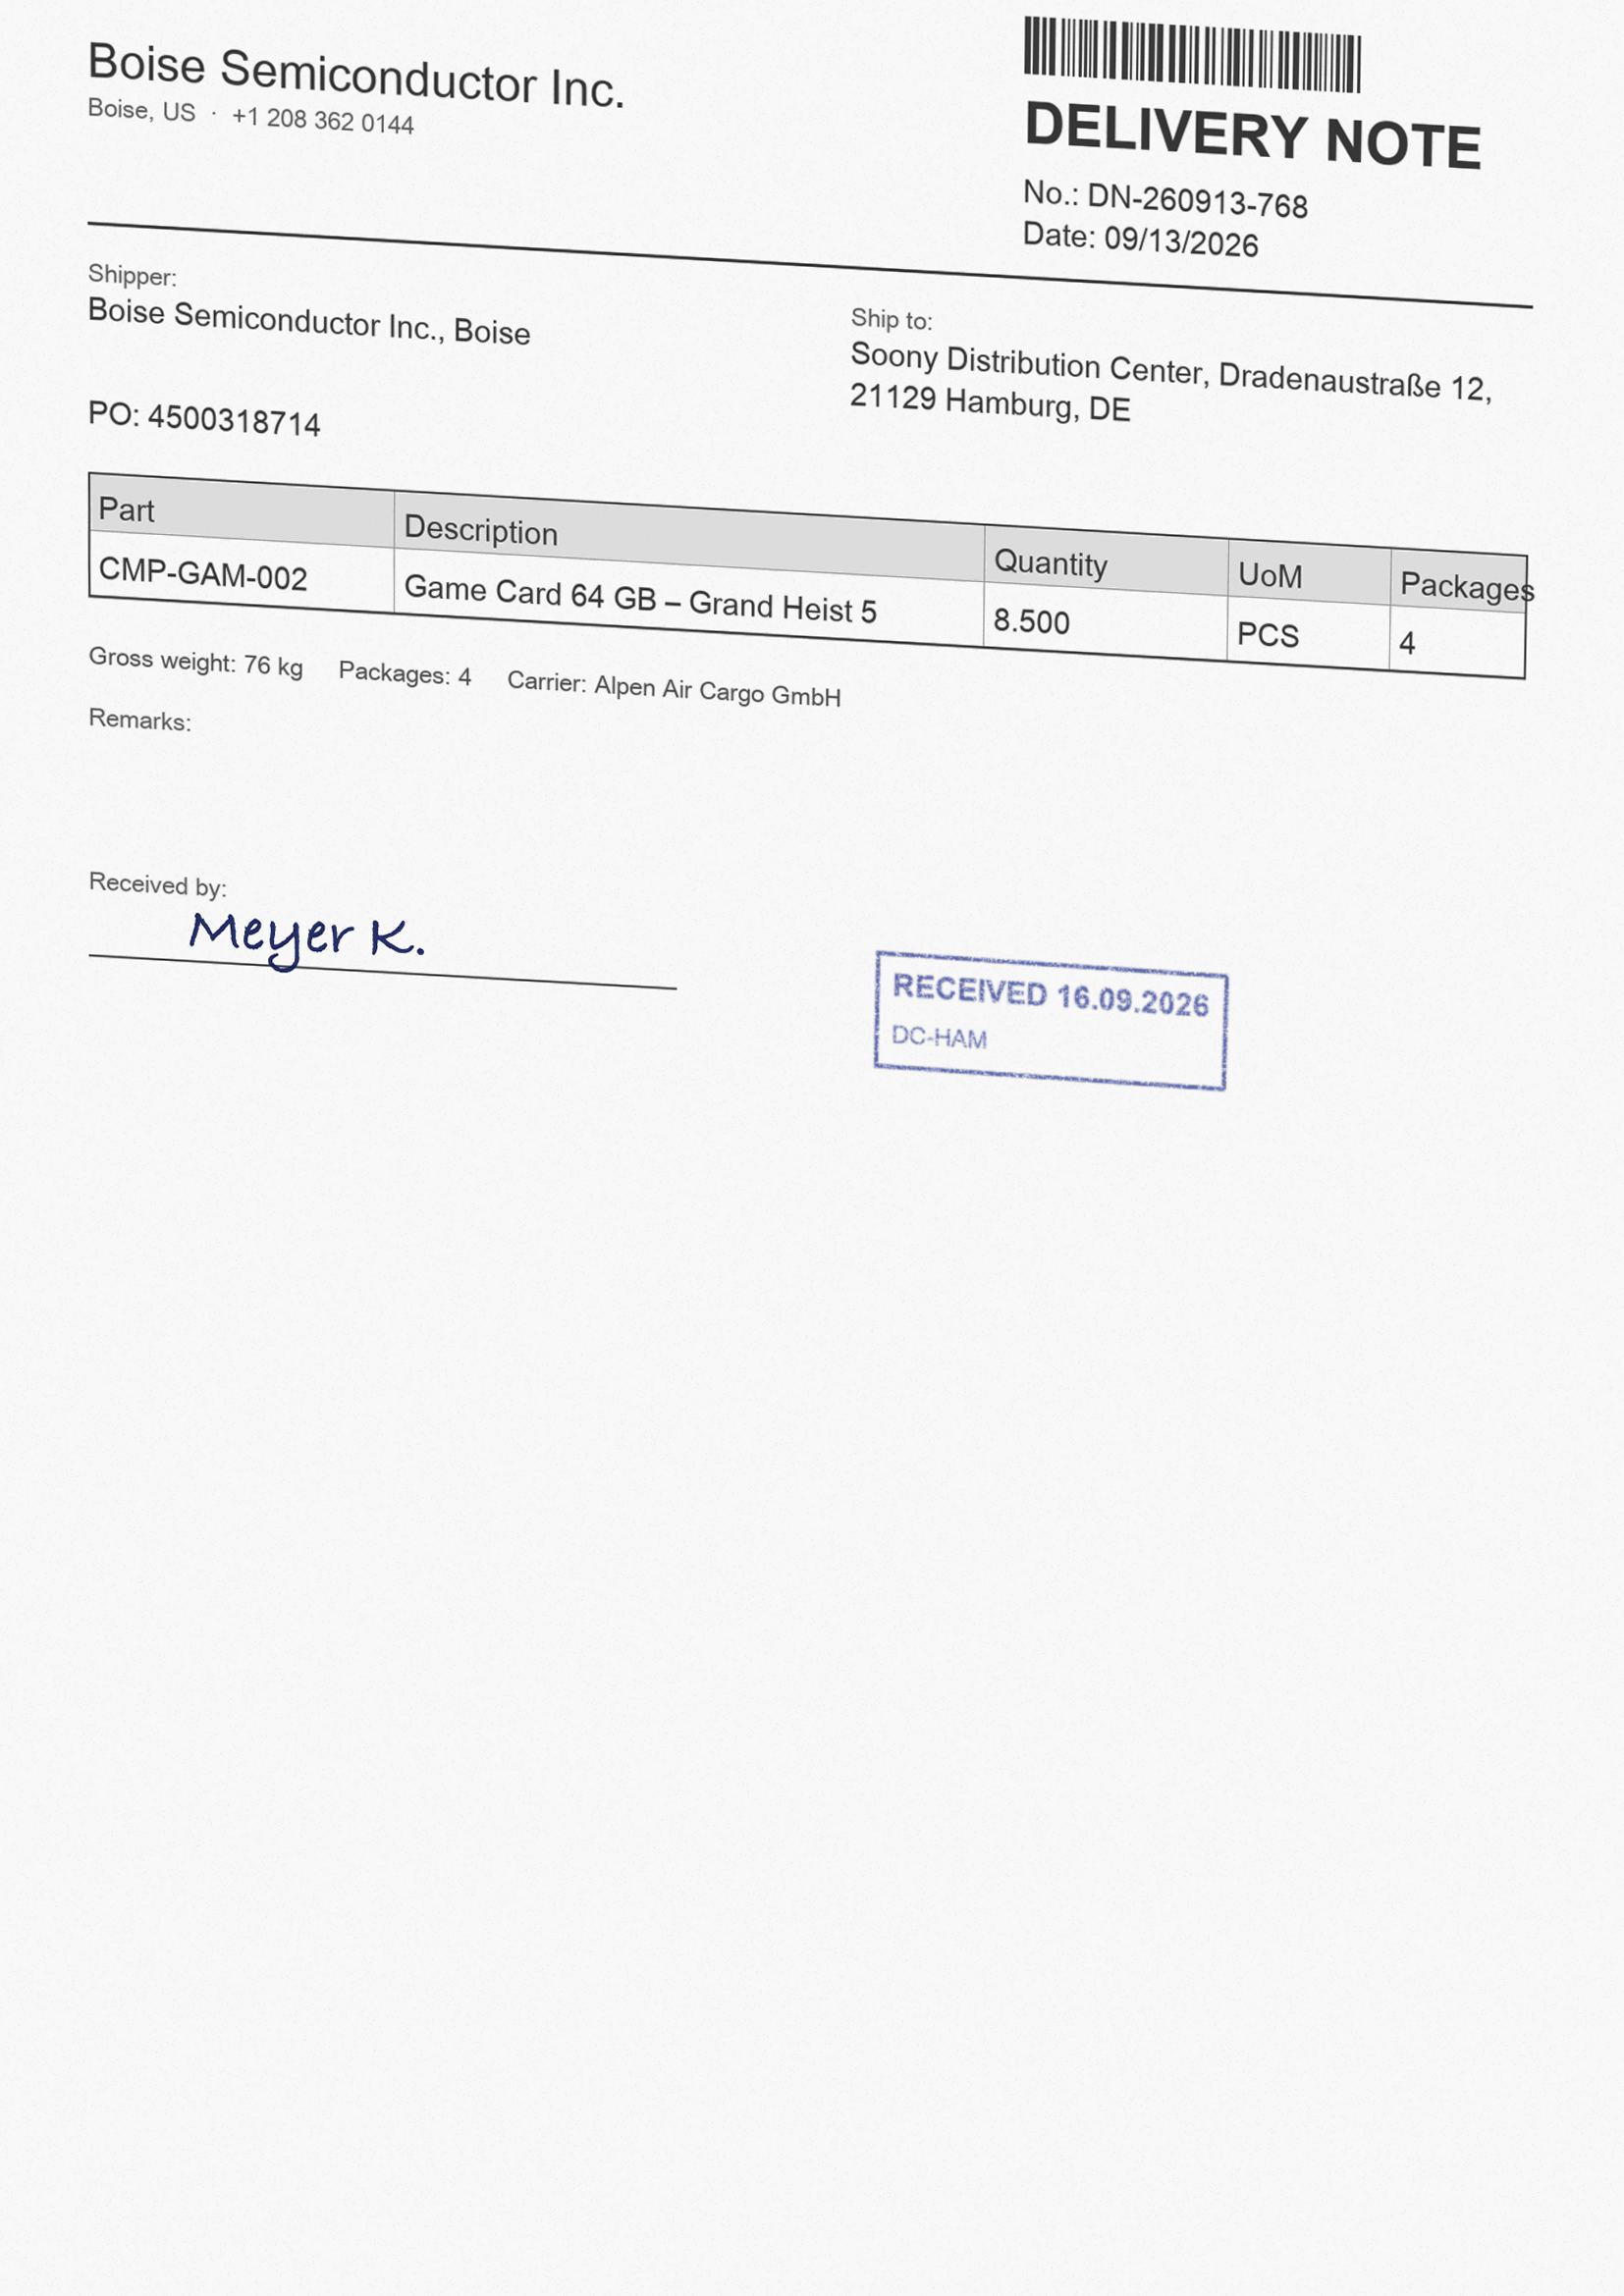 Boise Semiconductor Inc.
Boise, US · +1 208 362 0144
DELIVERY NOTE
No.: DN-260913-768
Date: 09/13/2026
Shipper:
Boise Semiconductor Inc., Boise
Ship to:
Soony Distribution Center, Dradenaustraße 12,
21129 Hamburg, DE
PO: 4500318714
Part Description Quantity UoM Packages
CMP-GAM-002 Game Card 64 GB – Grand Heist 5 8.500 PCS 4
Gross weight: 76 kg Packages: 4 Carrier: Alpen Air Cargo GmbH
Remarks:
Received by:
Meyer K.
RECEIVED 16.09.2026
DC-HAM